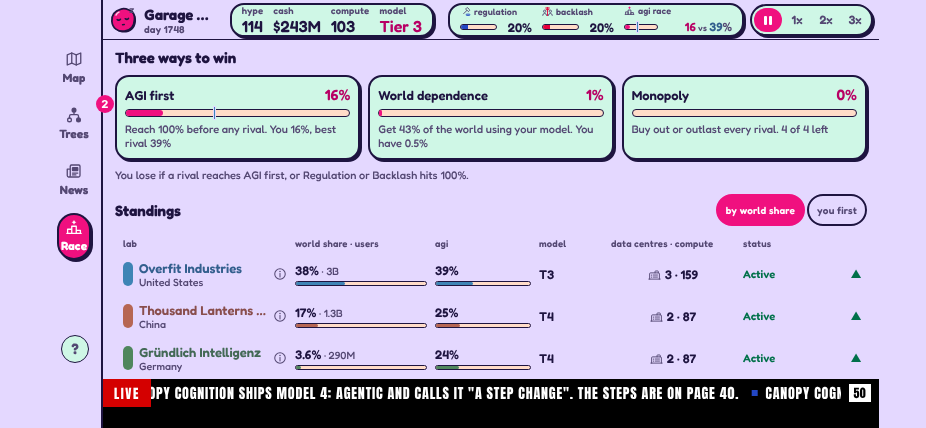 Garage ...
day 1748
hype cash compute model
114 $243M 103 Tier 3
regulation backlash agi race
20% 20% 16 vs 39%
1x 2x 3x
Map
Trees
News
Race
?
2
Three ways to win
AGI first 16%
Reach 100% before any rival. You 16%, best
rival 39%
World dependence 1%
Get 43% of the world using your model. You
have 0.5%
Monopoly 0%
Buy out or outlast every rival. 4 of 4 left
You lose if a rival reaches AGI first, or Regulation or Backlash hits 100%.
Standings by world share you first
lab world share · users agi model data centres · compute status
Overfit Industries 38% · 3B 39% T3 3 · 159 Active
United States
Thousand Lanterns ... 17% · 1.3B 25% T4 2 · 87 Active
China
Gründlich Intelligenz 3.6% · 290M 24% T4 2 · 87 Active
Germany
LIVE OPY COGNITION SHIPS MODEL 4: AGENTIC AND CALLS IT "A STEP CHANGE". THE STEPS ARE ON PAGE 40. CANOPY COGN 50